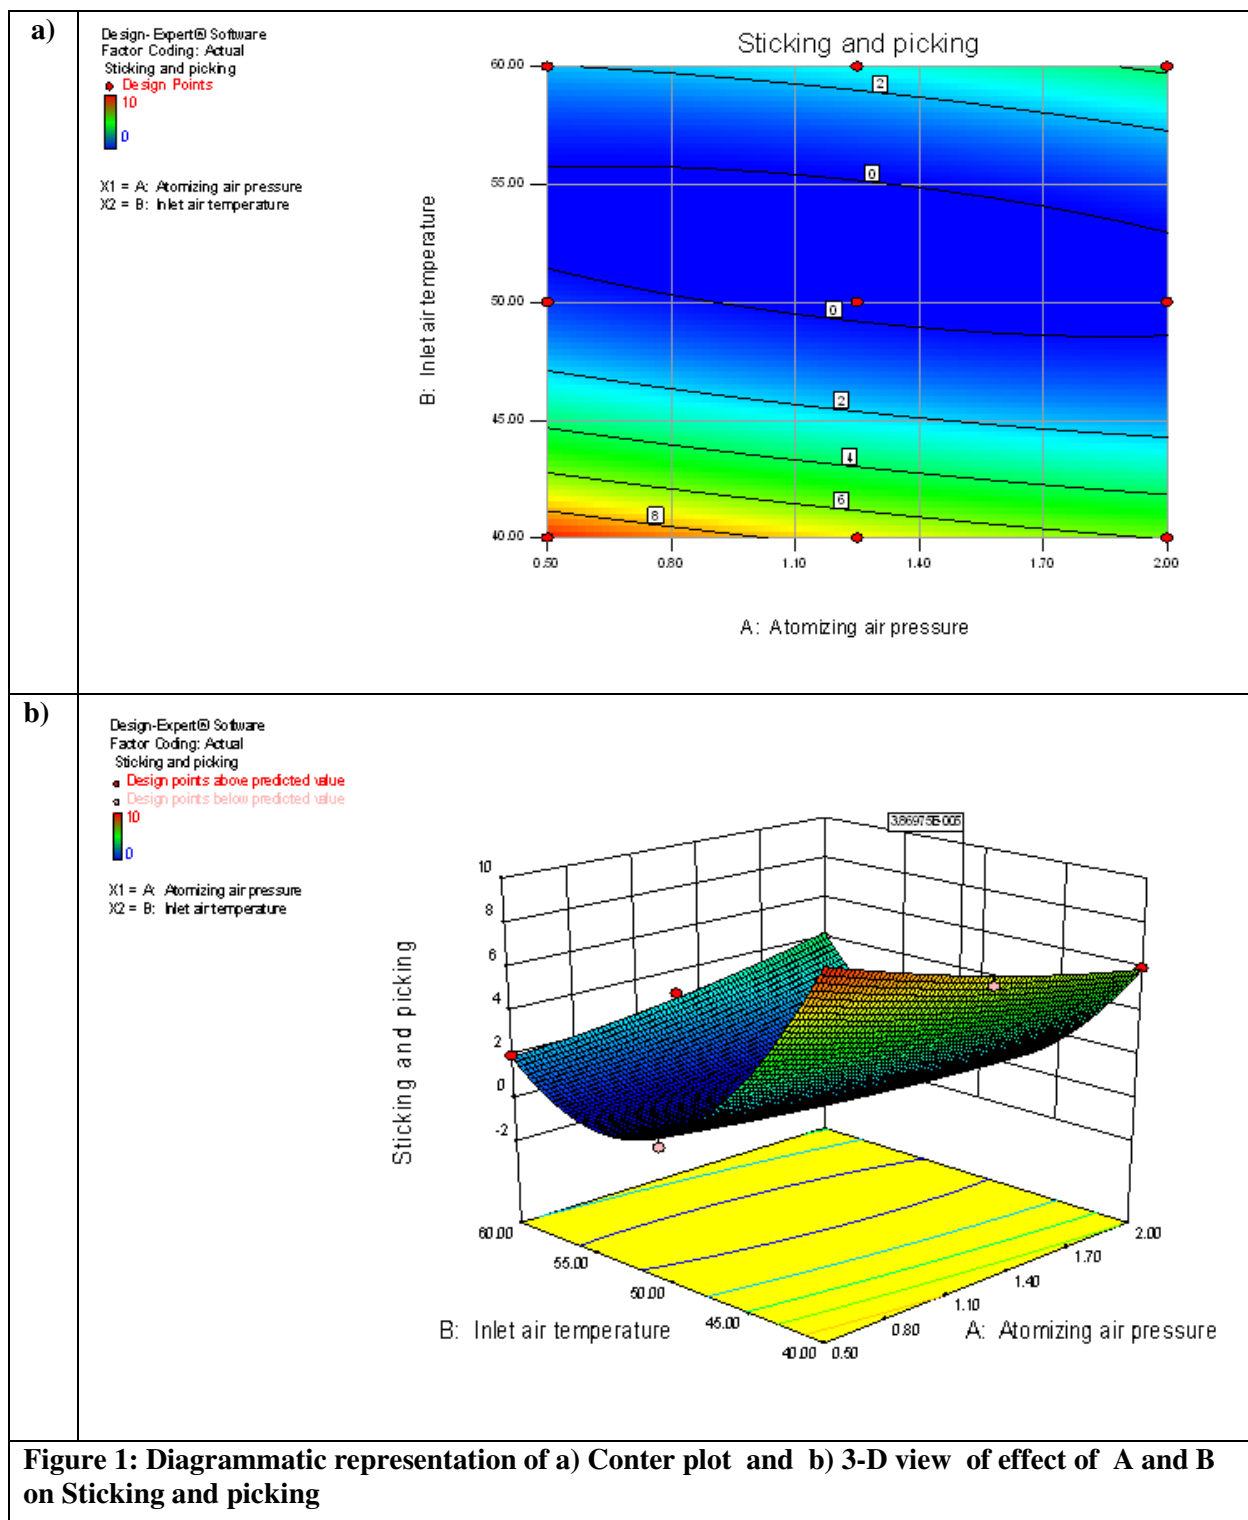 a)
Design-Expert® Software
Factor Coding: Actual
Sticking and picking
Design Points
10
0
X1 = A: Atomizing air pressure
X2 = B: Inlet air temperature
Sticking and picking
60.00
55.00
50.00
45.00
40.00
B: Inlet air temperature
2
0
0
2
4
6
8
0.50
0.80
1.10
1.40
1.70
2.00
A: Atomizing air pressure
b)
Design-Expert® Software
Factor Coding: Actual
Sticking and picking
Design points above predicted value
Design points below predicted value
10
0
X1 = A: Atomizing air pressure
X2 = B: Inlet air temperature
3.86975E-005
10
8
6
4
2
0
-2
Sticking and picking
60.00
55.00
50.00
45.00
40.00
B: Inlet air temperature
0.50
0.80
1.10
1.40
1.70
2.00
A: Atomizing air pressure
Figure 1: Diagrammatic representation of a) Conter plot and b) 3-D view of effect of A and B
on Sticking and picking